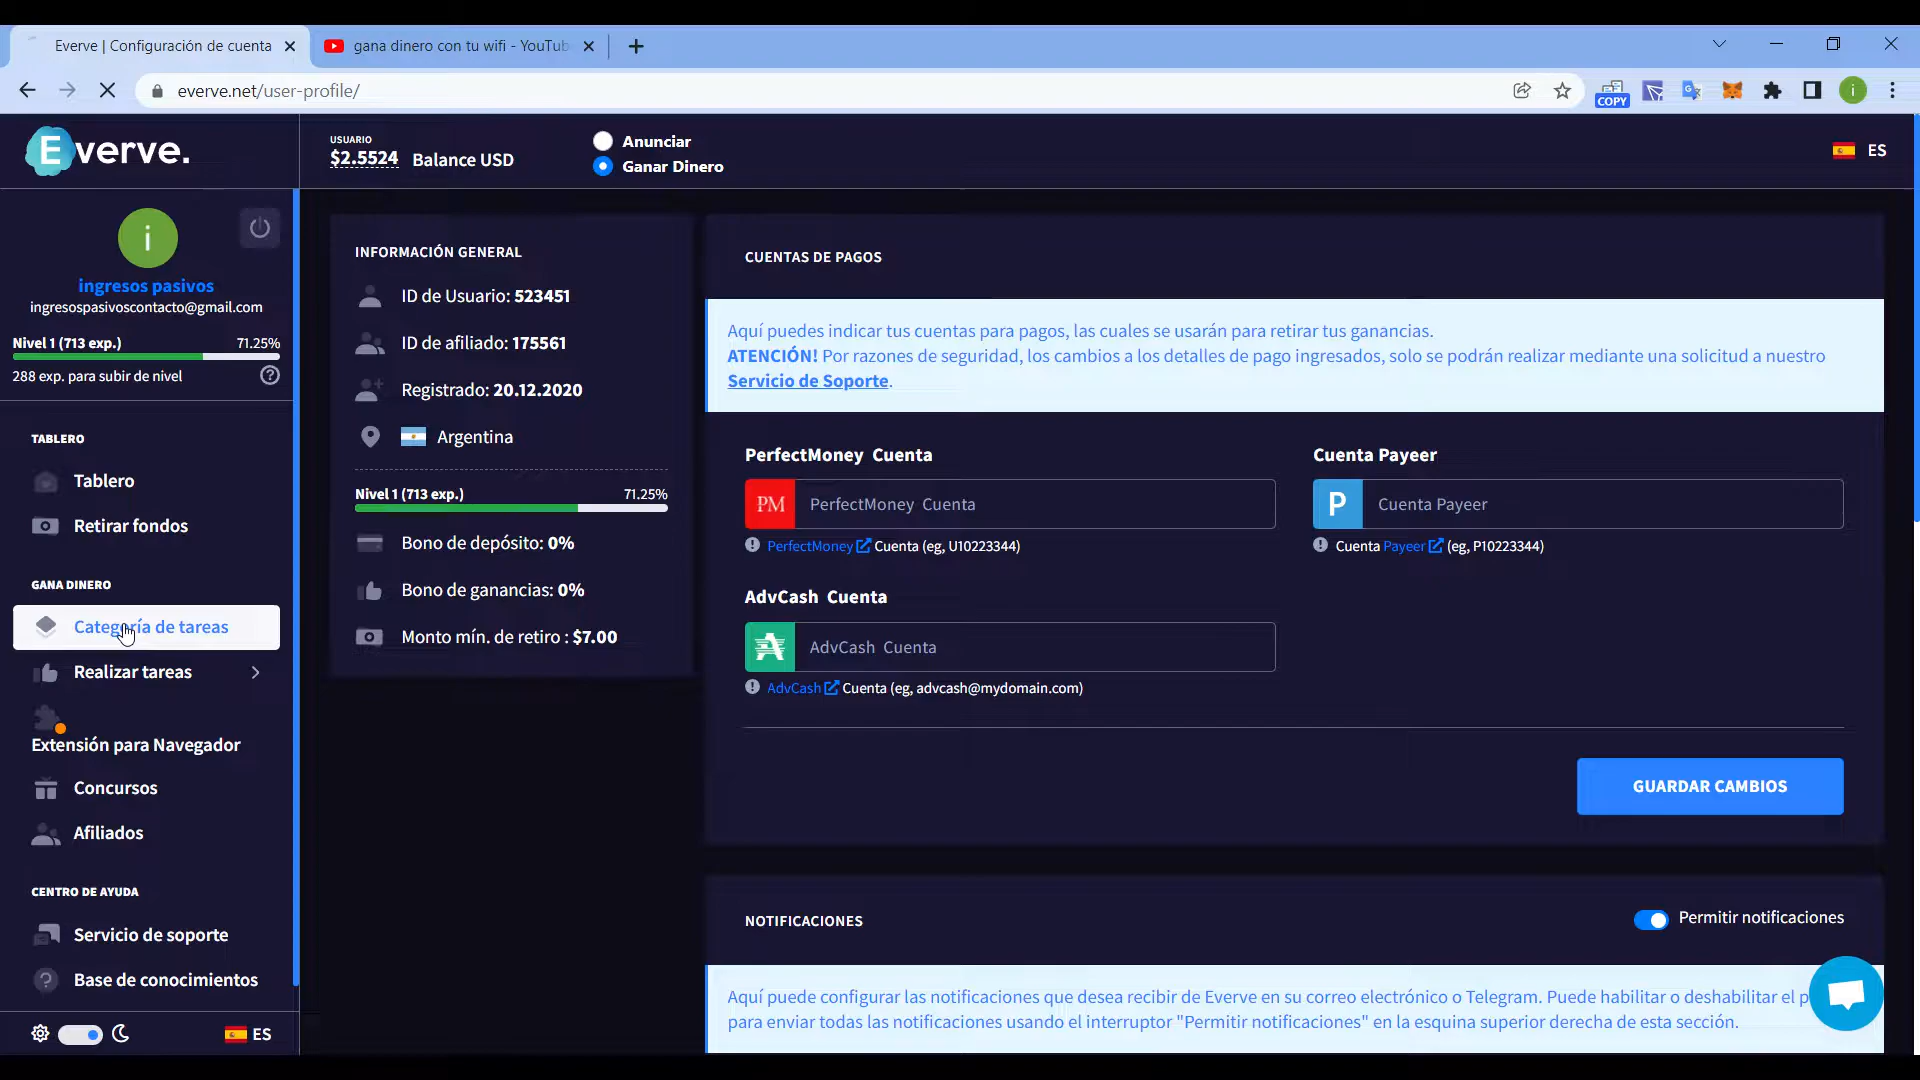 Everve | Configuración de cuenta
gana dinero con tu wifi - YouTub
everve.net/user-profile/
COPY
i
Everve.
USUARIO
$2.5524 Balance USD
Anunciar
Ganar Dinero
ES
i
ingresos pasivos
ingresospasivoscontacto@gmail.com
Nivel 1 (713 exp.) 71.25%
288 exp. para subir de nivel
TABLERO
Tablero
Retirar fondos
GANA DINERO
Categoría de tareas
Realizar tareas
Extensión para Navegador
Concursos
Afiliados
CENTRO DE AYUDA
Servicio de soporte
Base de conocimientos
ES
INFORMACIÓN GENERAL
ID de Usuario: 523451
ID de afiliado: 175561
Registrado: 20.12.2020
Argentina
Nivel 1 (713 exp.) 71.25%
Bono de depósito: 0%
Bono de ganancias: 0%
Monto mín. de retiro : $7.00
CUENTAS DE PAGOS
Aquí puedes indicar tus cuentas para pagos, las cuales se usarán para retirar tus ganancias.
ATENCIÓN! Por razones de seguridad, los cambios a los detalles de pago ingresados, solo se podrán realizar mediante una solicitud a nuestro
Servicio de Soporte.
PerfectMoney Cuenta
PM PerfectMoney Cuenta
PerfectMoney Cuenta (eg, U10223344)
Cuenta Payeer
P Cuenta Payeer
Cuenta Payeer (eg, P10223344)
AdvCash Cuenta
AdvCash Cuenta
AdvCash Cuenta (eg, advcash@mydomain.com)
GUARDAR CAMBIOS
NOTIFICACIONES
Permitir notificaciones
Aquí puede configurar las notificaciones que desea recibir de Everve en su correo electrónico o Telegram. Puede habilitar o deshabilitar el p
para enviar todas las notificaciones usando el interruptor "Permitir notificaciones" en la esquina superior derecha de esta sección.